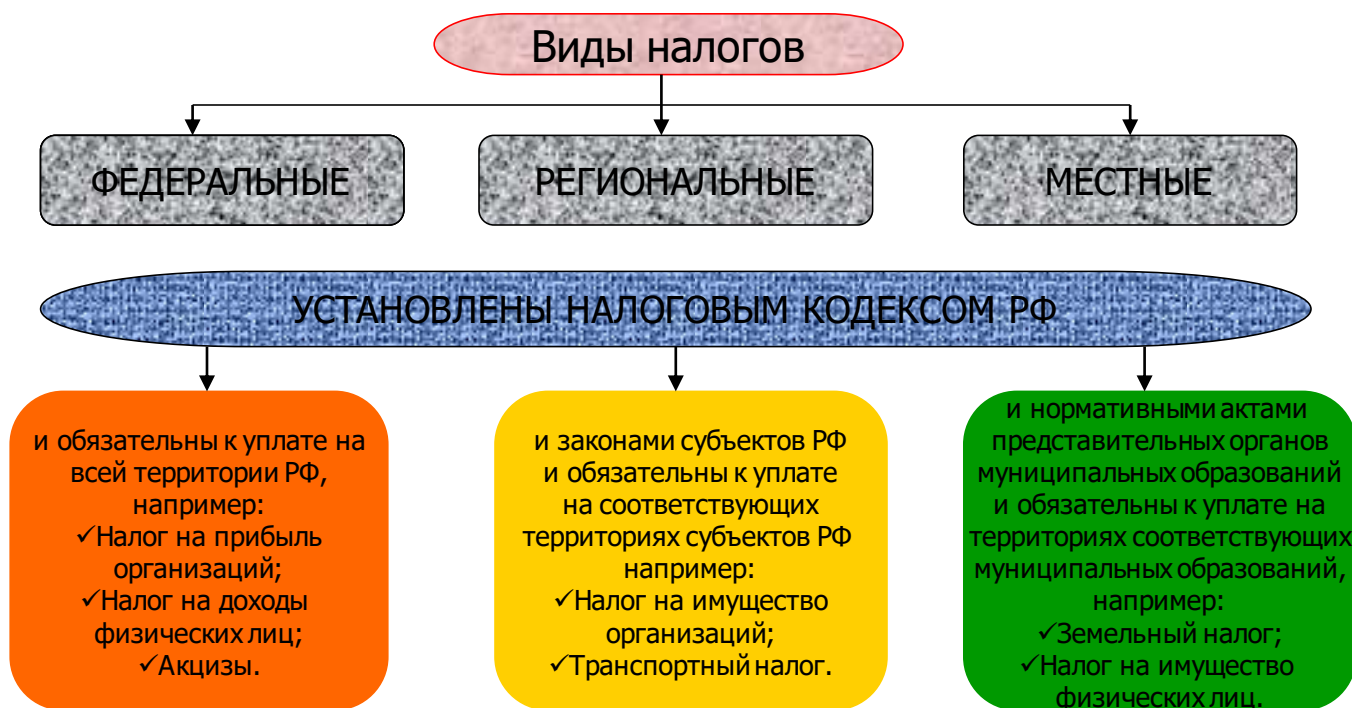 Виды налогов
ФЕДЕРАЛЬНЫЕ
РЕГИОНАЛЬНЫЕ
МЕСТНЫЕ
УСТАНОВЛЕНЫ НАЛОГОВЫМ КОДЕКСОМ РФ
и обязательны к уплате на
всей территории РФ,
например:
✓Налог на прибыль
организаций;
✓Налог на доходы
физических лиц;
✓Акцизы.
и законами субъектов РФ
и обязательны к уплате
на соответствующих
территориях субъектов РФ
например:
✓Налог на имущество
организаций;
✓Транспортный налог.
и нормативными актами
представительных органов
муниципальных образований
и обязательны к уплате на
территориях соответствующих
муниципальных образований,
например:
✓Земельный налог;
✓Налог на имущество
физических лиц.